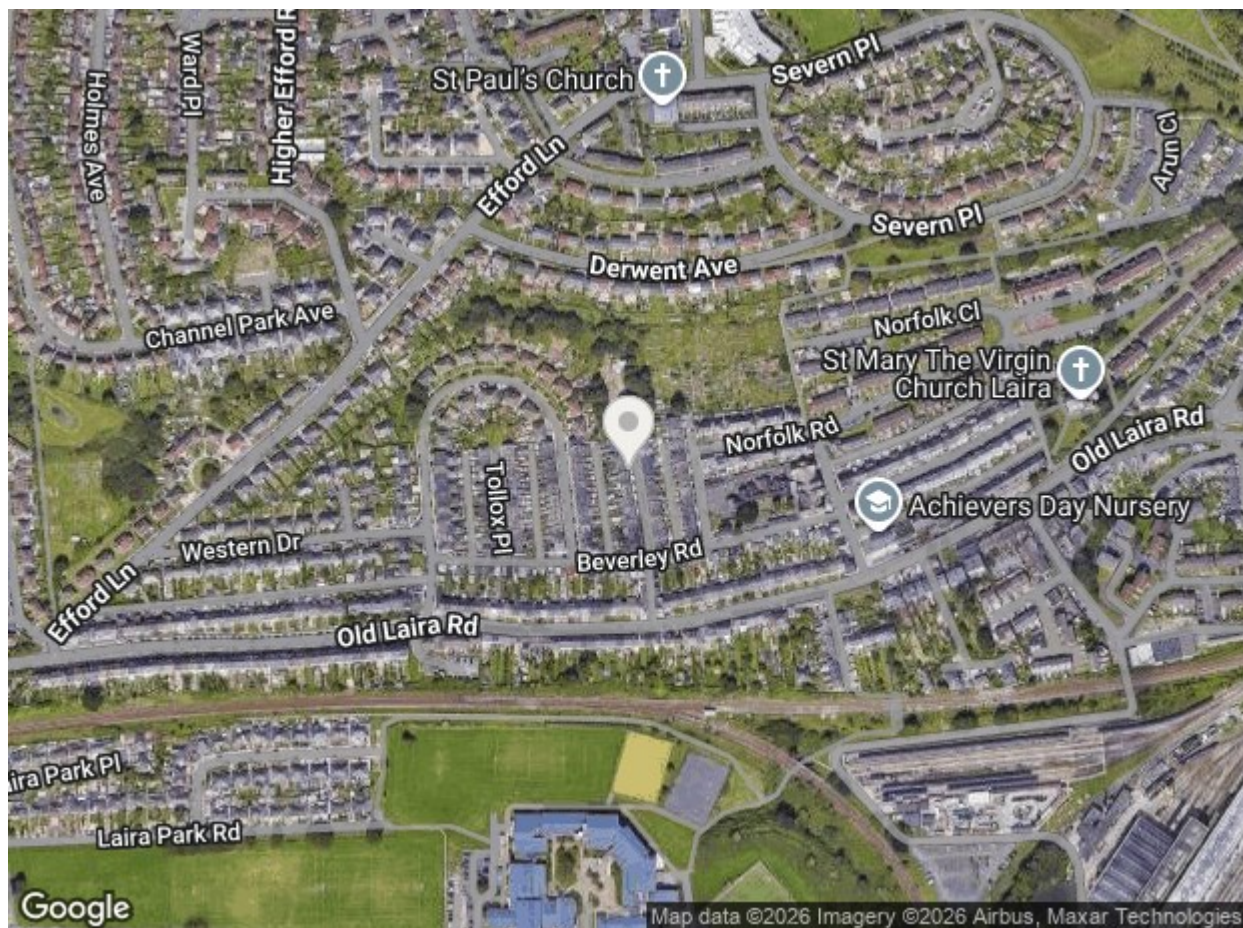 Holmes Ave
Ward Pl
Higher Efford R
St Paul's Church
Severn Pl
Efford Ln
Arun Cl
Severn Pl
Derwent Ave
Channel Park Ave
Norfolk Cl
St Mary The Virgin
Church Laira
Norfolk Rd
Old Laira Rd
Tollox Pl
Achievers Day Nursery
Western Dr
Beverley Rd
Efford Ln
Old Laira Rd
aira Park Pl
Laira Park Rd
Google
Map data ©2026 Imagery ©2026 Airbus, Maxar Technologies